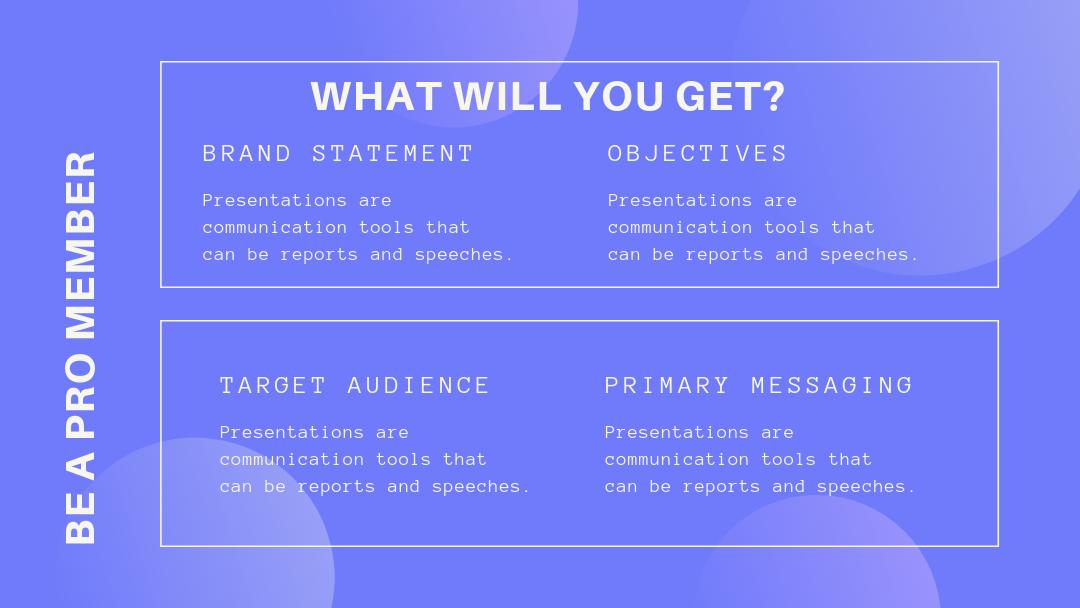 BE A PRO MEMBER
WHAT WILL YOU GET?
BRAND STATEMENT
Presentations are
communication tools that
can be reports and speeches.
OBJECTIVES
Presentations are
communication tools that
can be reports and speeches.
TARGET AUDIENCE
Presentations are
communication tools that
can be reports and speeches.
PRIMARY MESSAGING
Presentations are
communication tools that
can be reports and speeches.